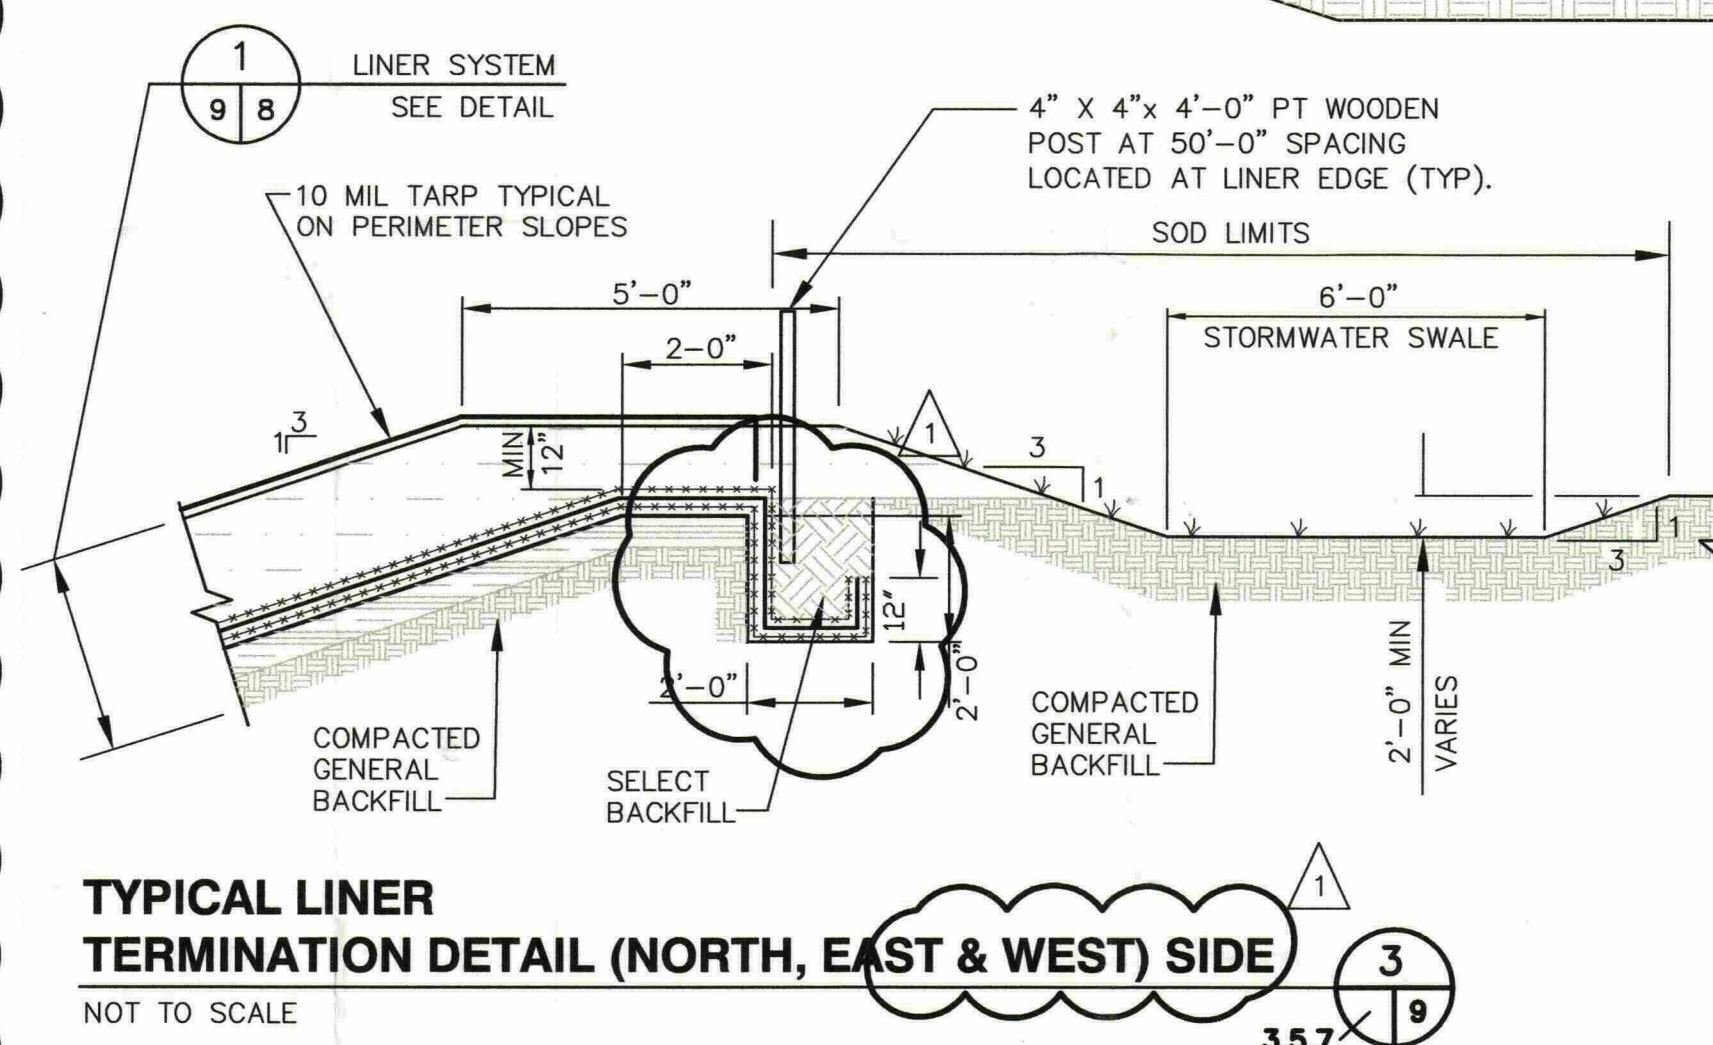 1
LINER SYSTEM
9 8
SEE DETAIL
4” X 4”x 4’–0” PT WOODEN
POST AT 50’–0” SPACING
LOCATED AT LINER EDGE (TYP).
10 MIL TARP TYPICAL
ON PERIMETER SLOPES
SOD LIMITS
5’–0”
6’–0”
STORMWATER SWALE
2–0”
3
1
MIN
12”
1
3
1
1
3
12”
2’–0”
2’–0”
2’–0” MIN
VARIES
COMPACTED
GENERAL
BACKFILL
SELECT
BACKFILL
COMPACTED
GENERAL
BACKFILL
TYPICAL LINER
TERMINATION DETAIL (NORTH, EAST & WEST) SIDE
1
NOT TO SCALE
3
9
357